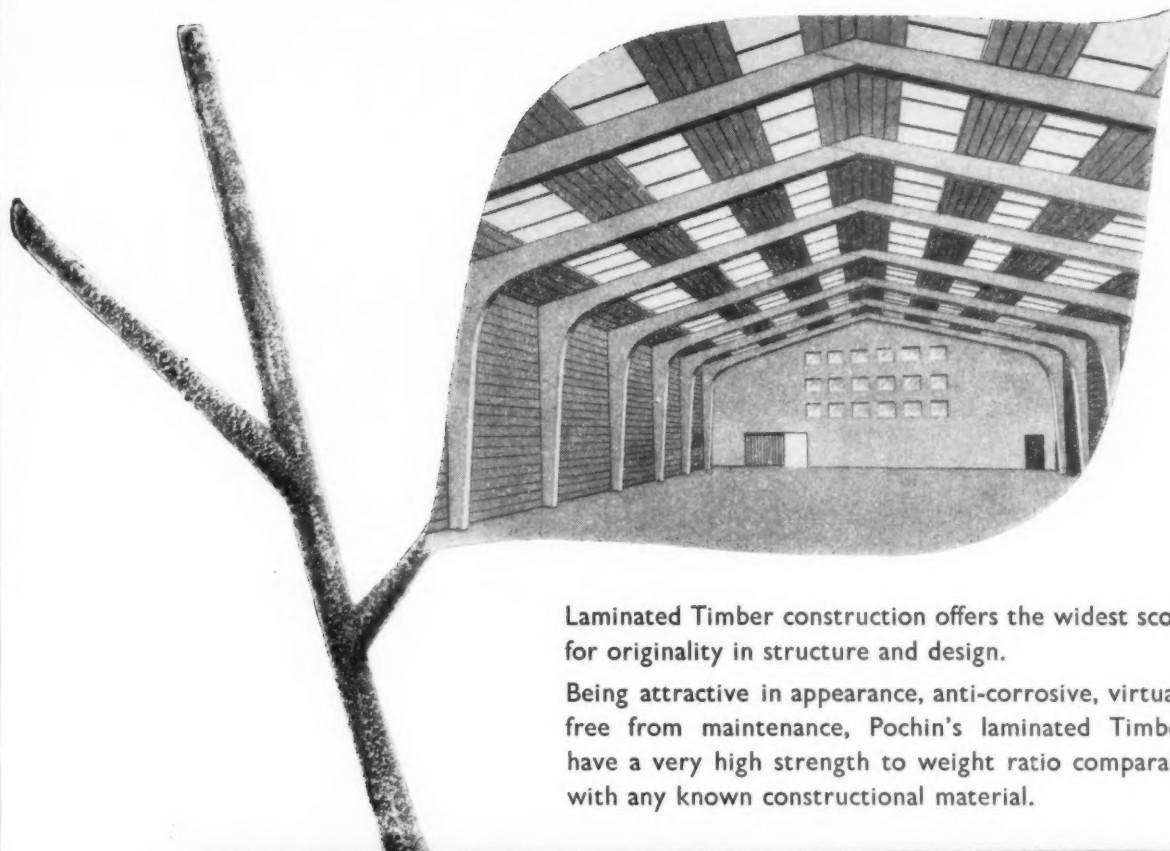 Laminated Timber construction offers the widest sco
for originality in structure and design.
Being attractive in appearance, anti-corrosive, virtua
free from maintenance, Pochin's laminated Timbe
have a very high strength to weight ratio compara
with any known constructional material.